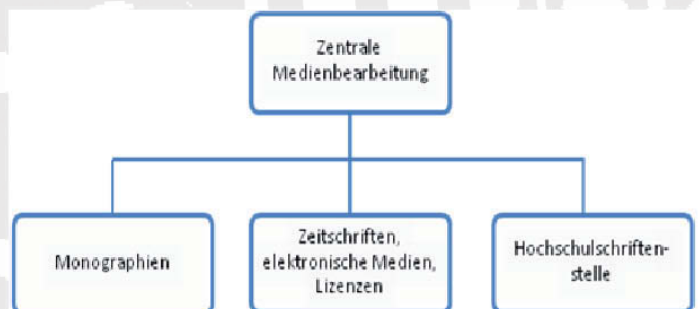 Zentrale
Medienbearbeitung
Monographien
Zeitschriften,
elektronische Medien,
Lizenzen
Hochschulschriften-
stelle